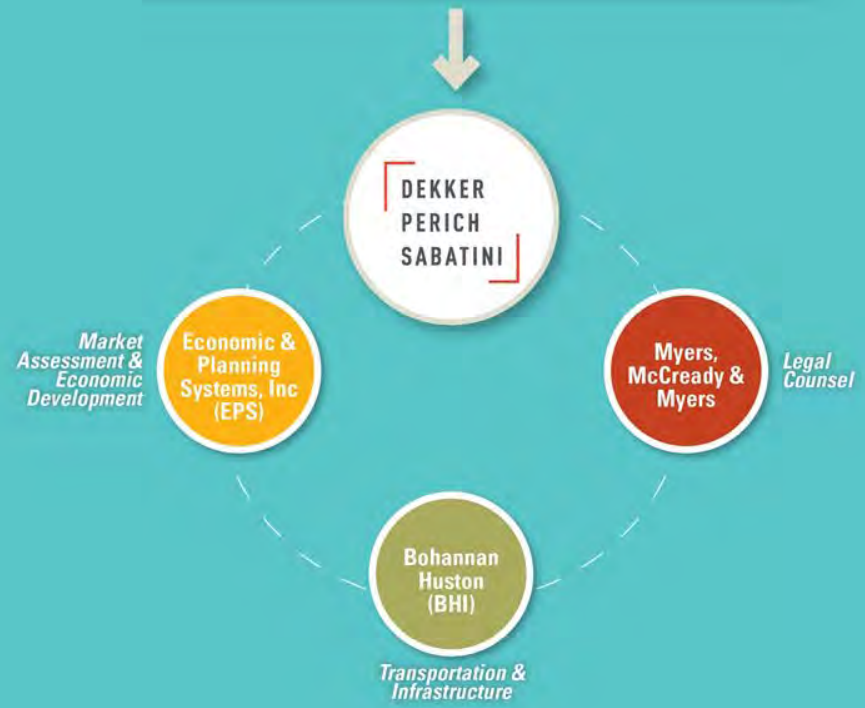 DEKKER
PERICH
SABATINI
Market
Assessment &
Economic
Development
Economic &
Planning
Systems, Inc
(EPS)
Myers,
McCready &
Myers
Legal
Counsel
Bohannan
Huston
(BHI)
Transportation &
Infrastructure